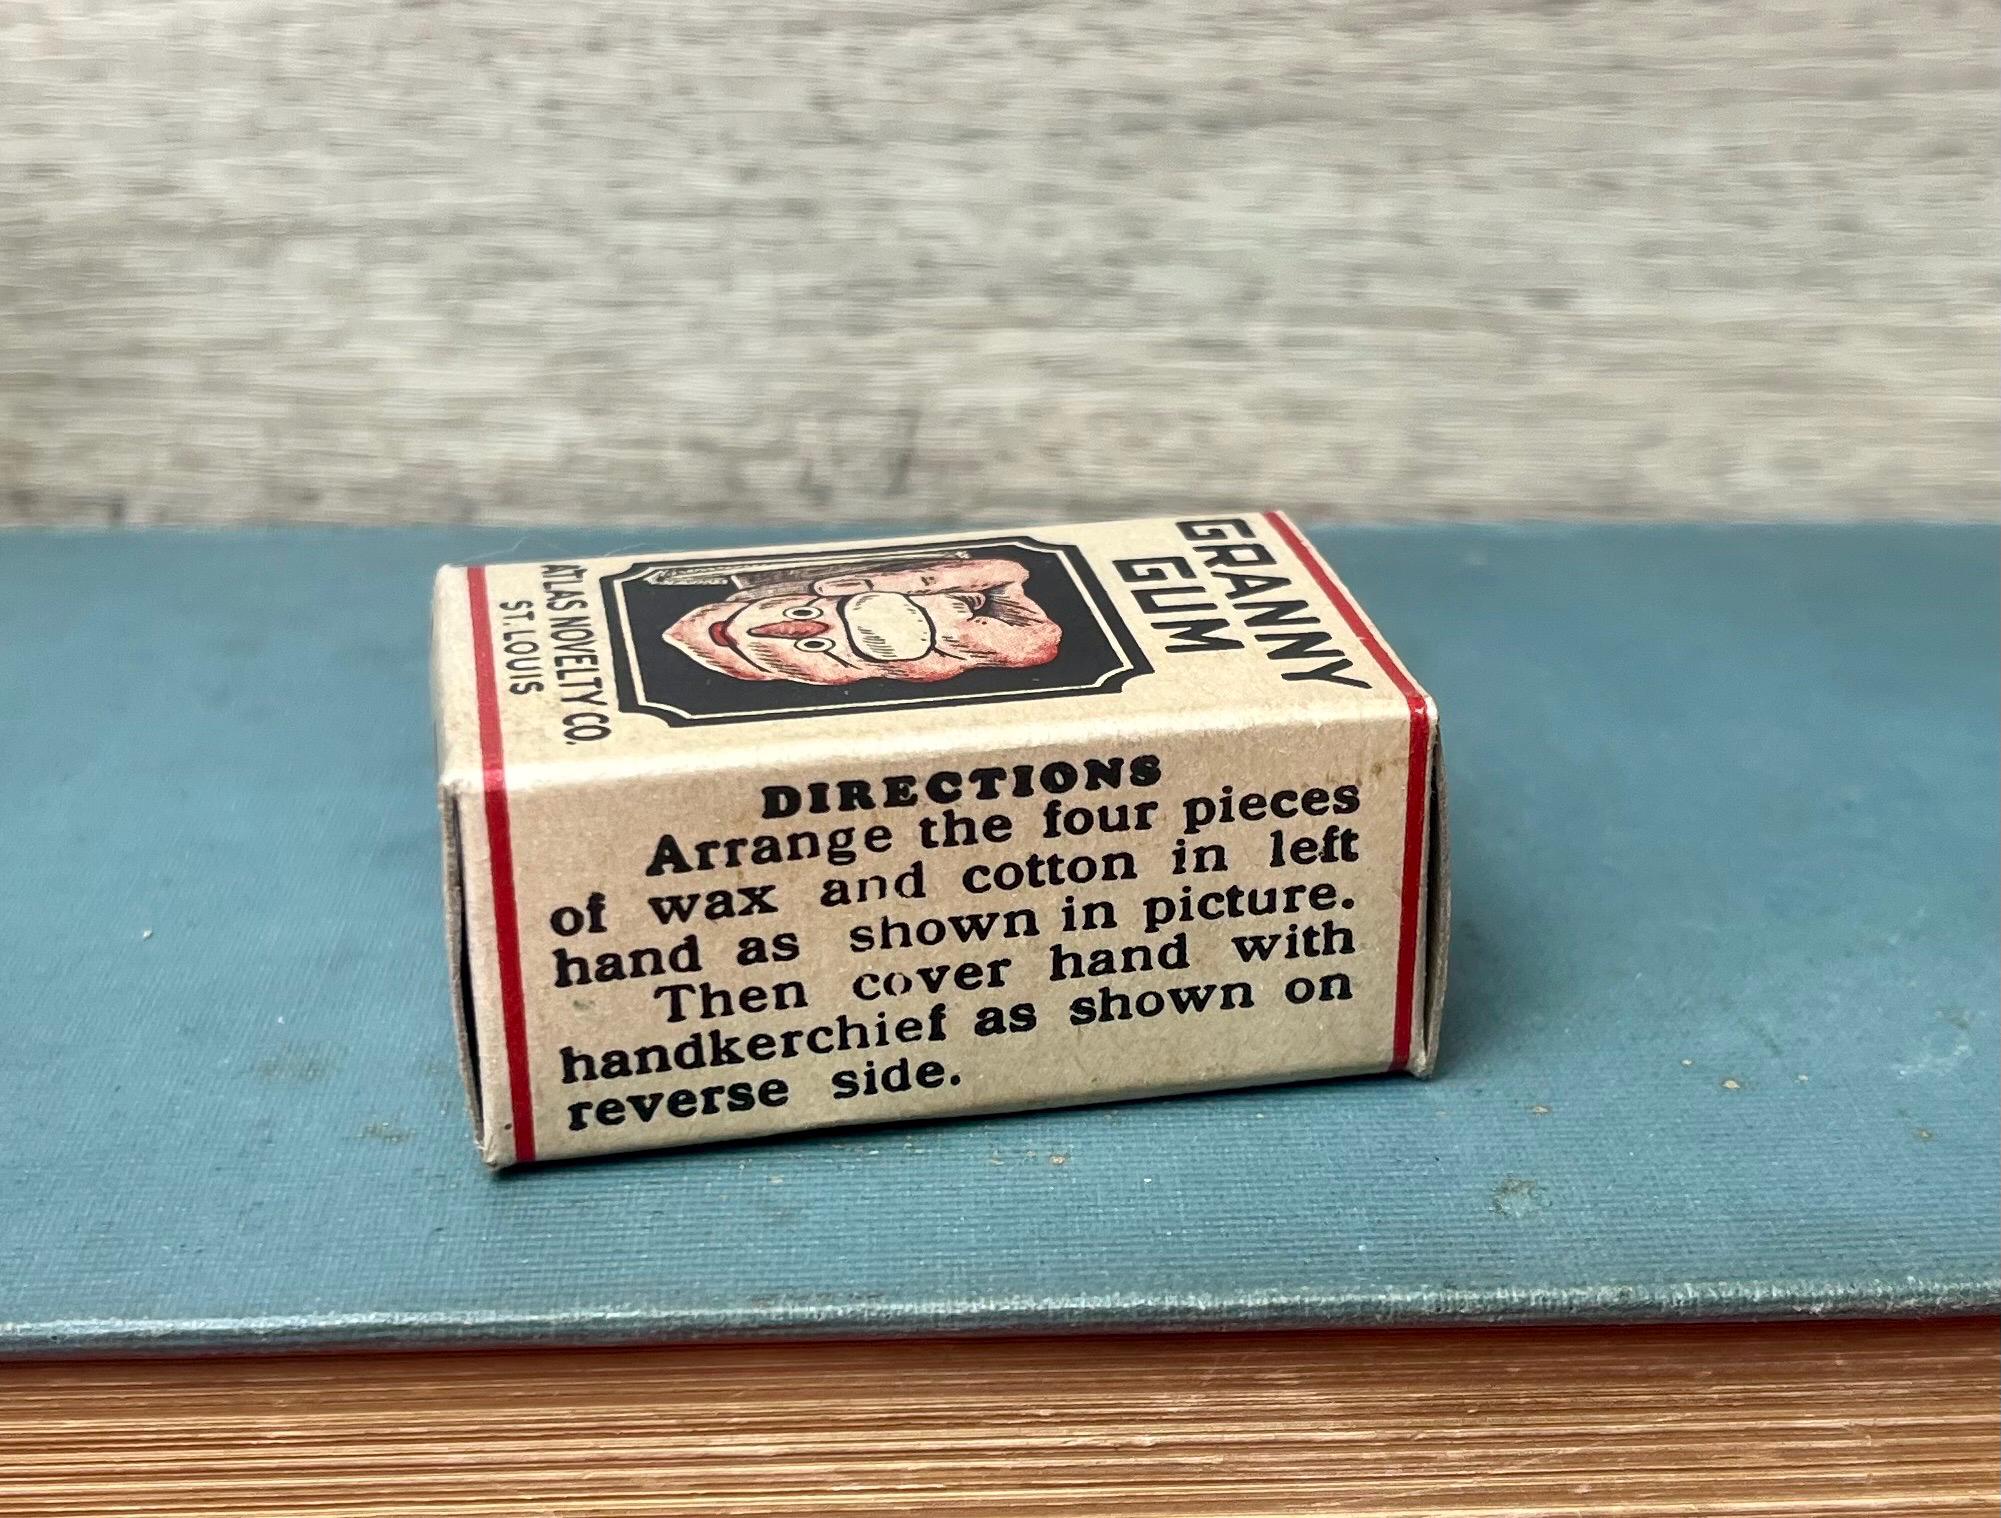 GRANNY
GUM
ATLAS NOVELTY CO.
ST. LOUIS
DIRECTIONS
Arrange the four pieces
of wax and cotton in left
hand as shown in picture.
Then cover hand with
handkerchief as shown on
reverse side.